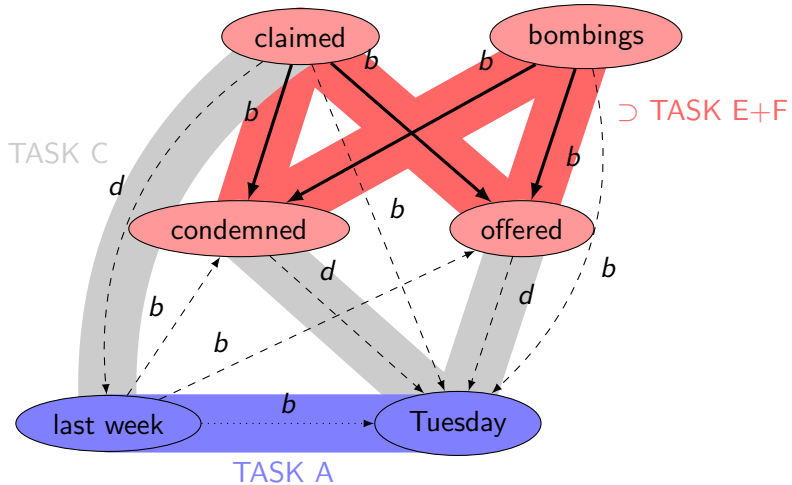 claimed
bombings
b
b
⊃ TASK E+F
b
TASK C
b
d
b
condemned
offered
d
b
d
b
b
b
last week
Tuesday
TASK A